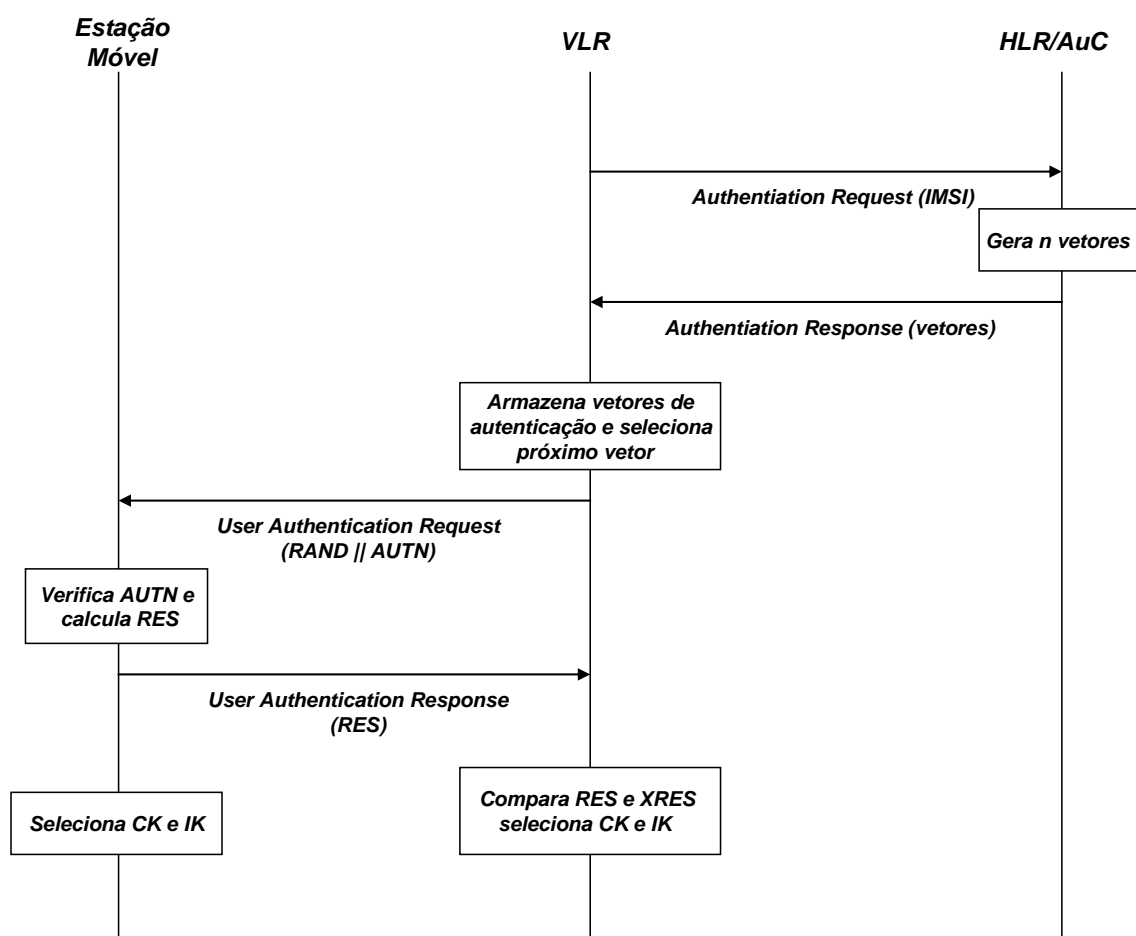 Estação
Móvel
VLR
HLR/AuC
Authentiation Request (IMSI)
Gera n vetores
Authentiation Response (vetores)
Armazena vetores de
autenticação e seleciona
próximo vetor
User Authentication Request
(RAND || AUTN)
Verifica AUTN e
calcula RES
User Authentication Response
(RES)
Seleciona CK e IK
Compara RES e XRES
seleciona CK e IK